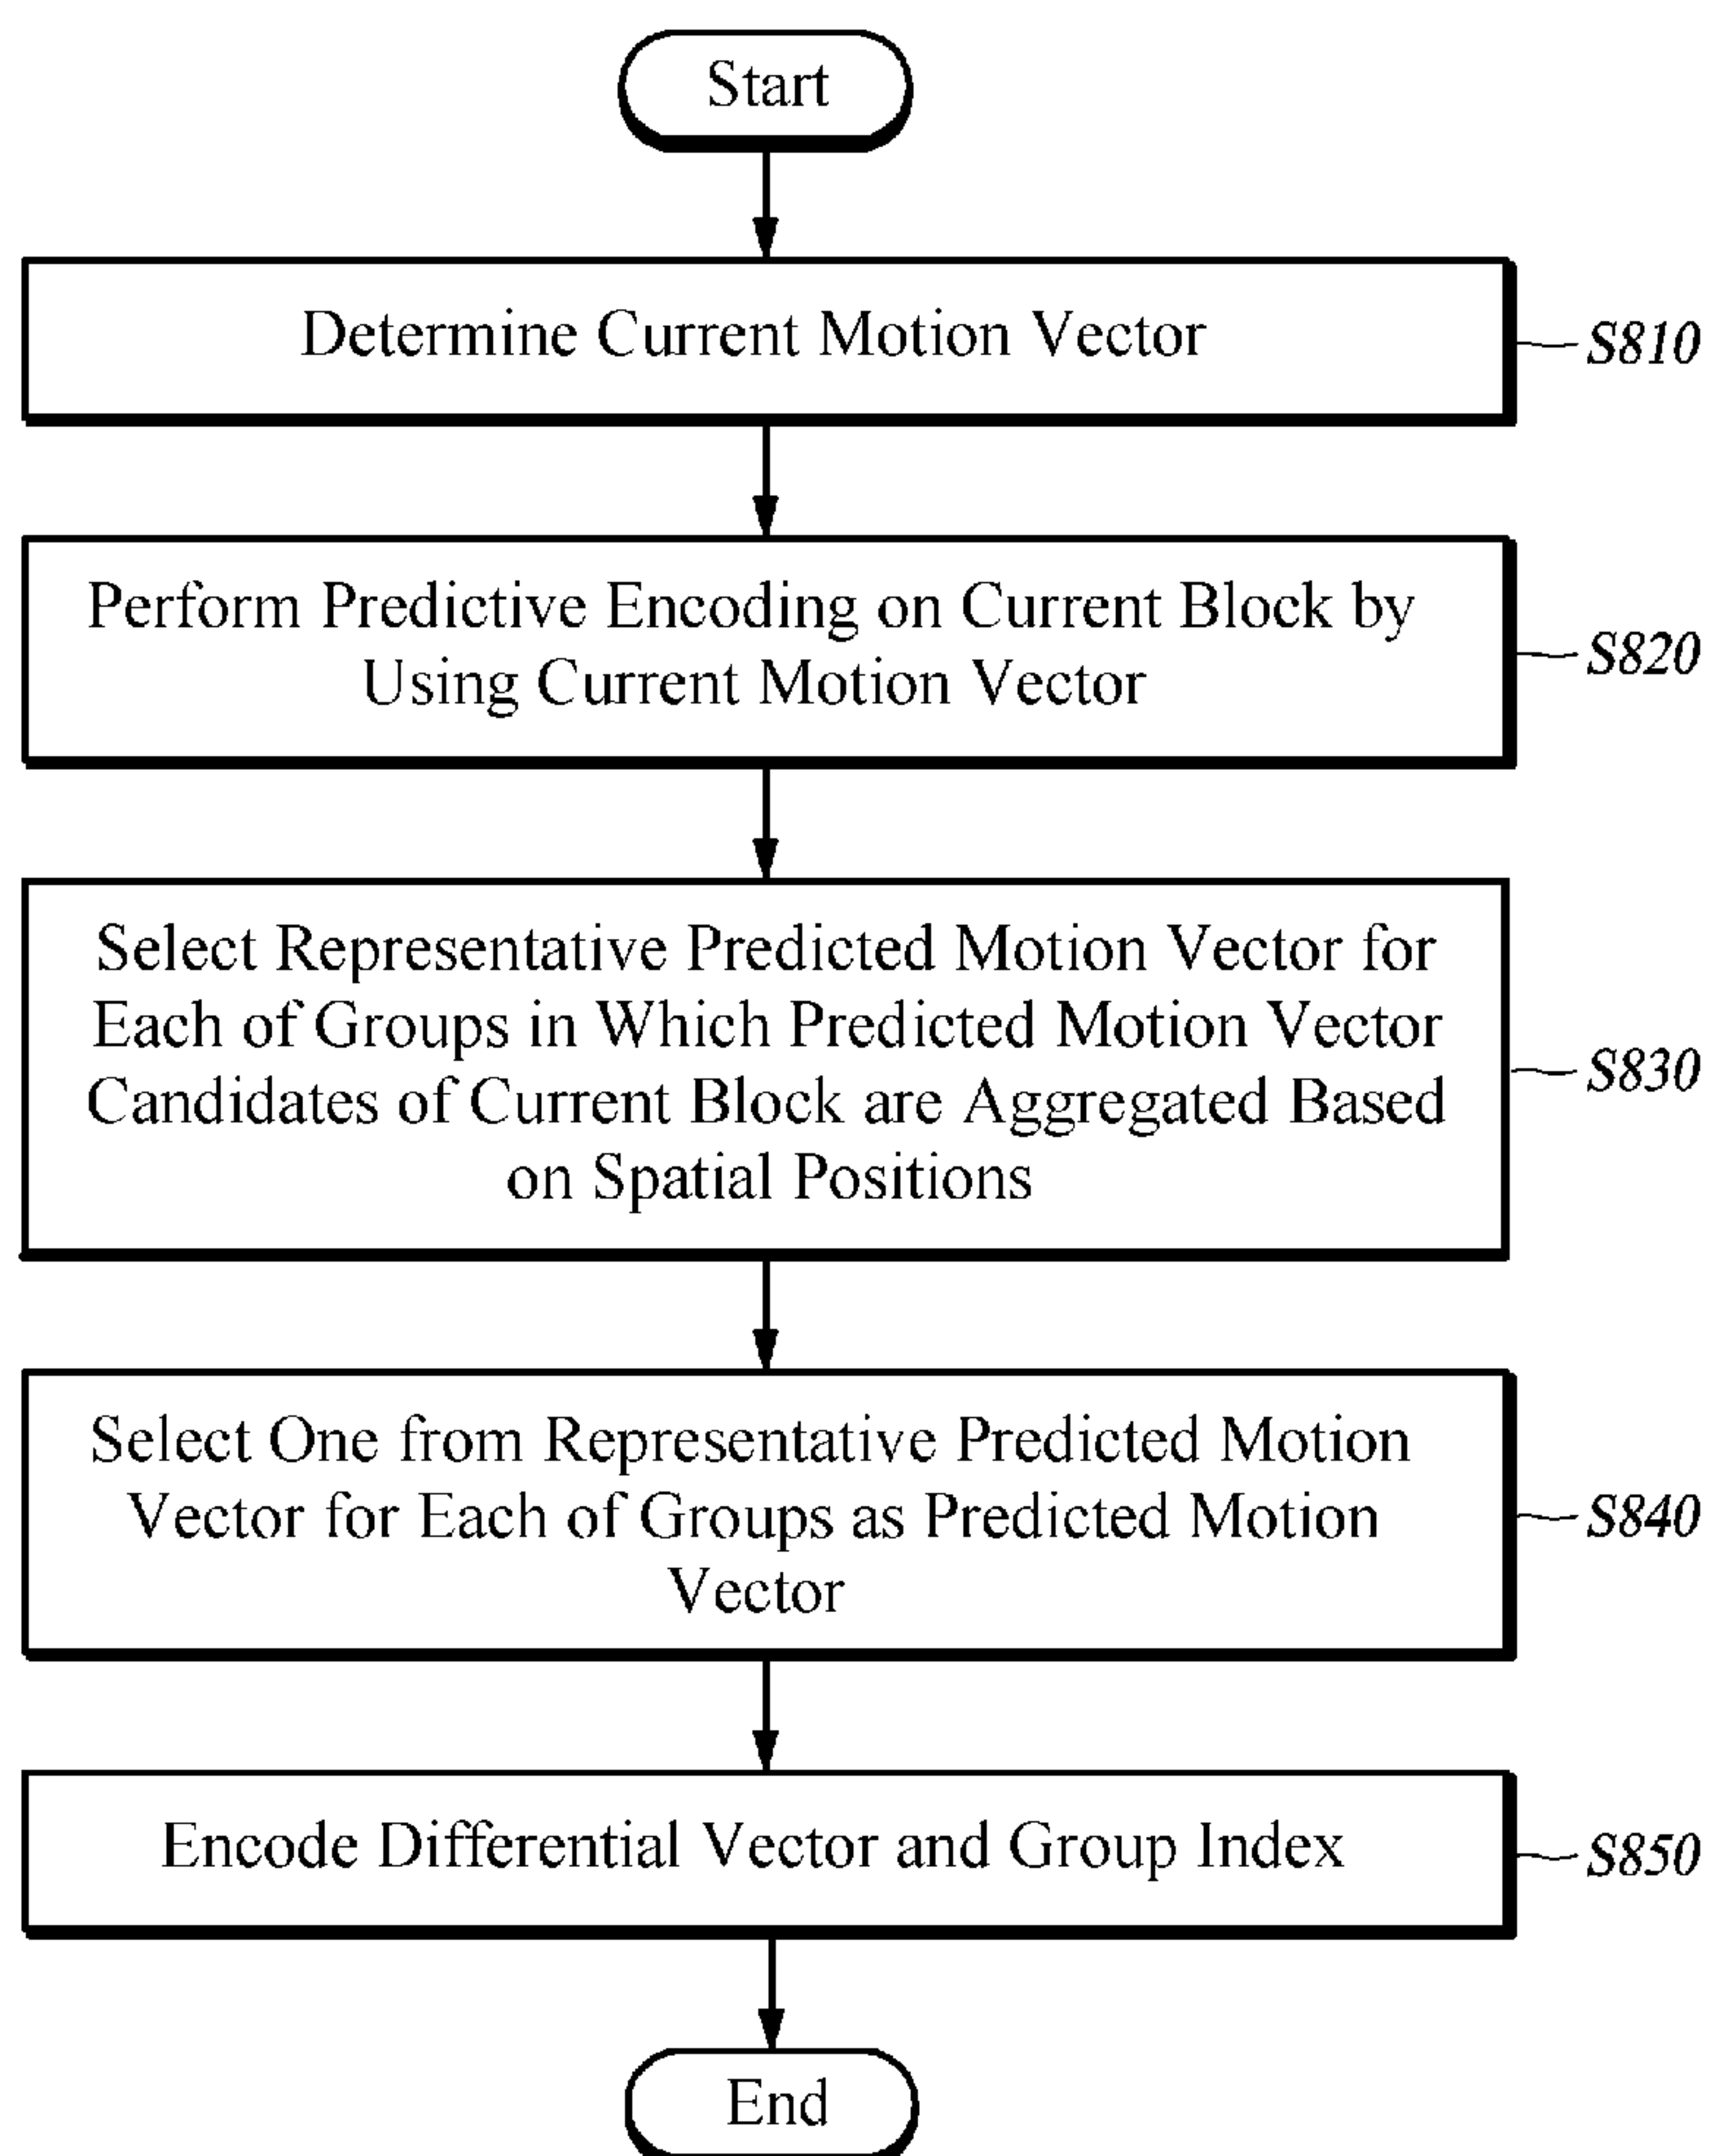 Start
Determine Current Motion Vector
S810
Perform Predictive Encoding on Current Block by
Using Current Motion Vector
S820
Select Representative Predicted Motion Vector for
Each of Groups in Which Predicted Motion Vector
Candidates of Current Block are Aggregated Based
on Spatial Positions
S830
Select One from Representative Predicted Motion
Vector for Each of Groups as Predicted Motion
Vector
S840
Encode Differential Vector and Group Index
S850
End